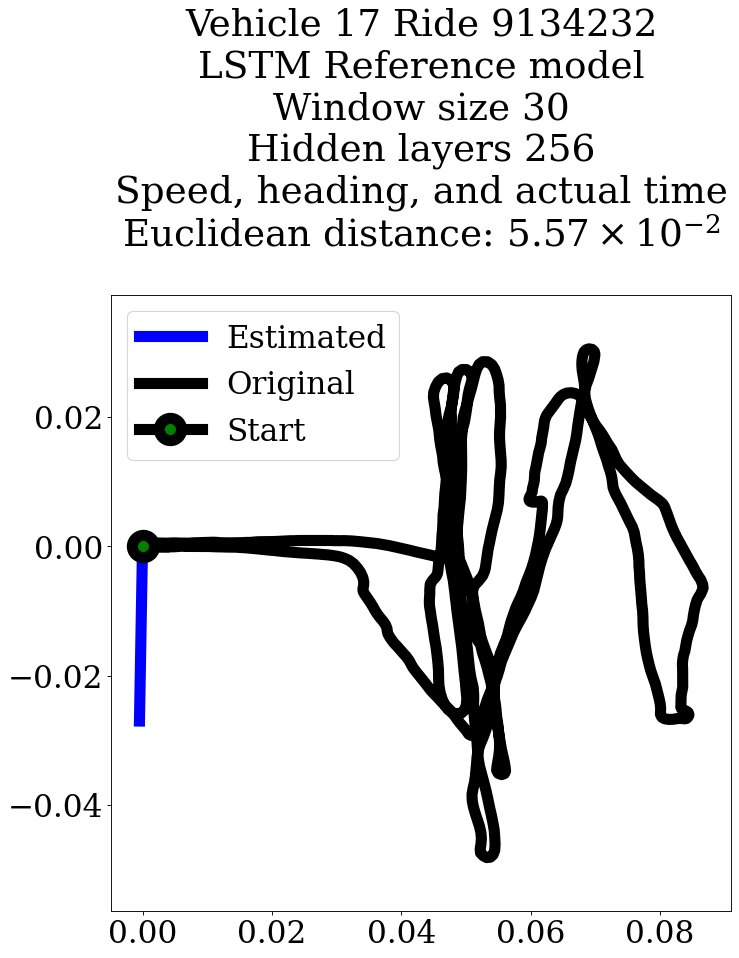 Vehicle 17 Ride 9134232
LSTM Reference model
Window size 30
Hidden layers 256
Speed, heading, and actual time
Euclidean distance: 5.57 × 10⁻²
Estimated
Original
Start
0.02
0.00
−0.02
−0.04
0.00 0.02 0.04 0.06 0.08